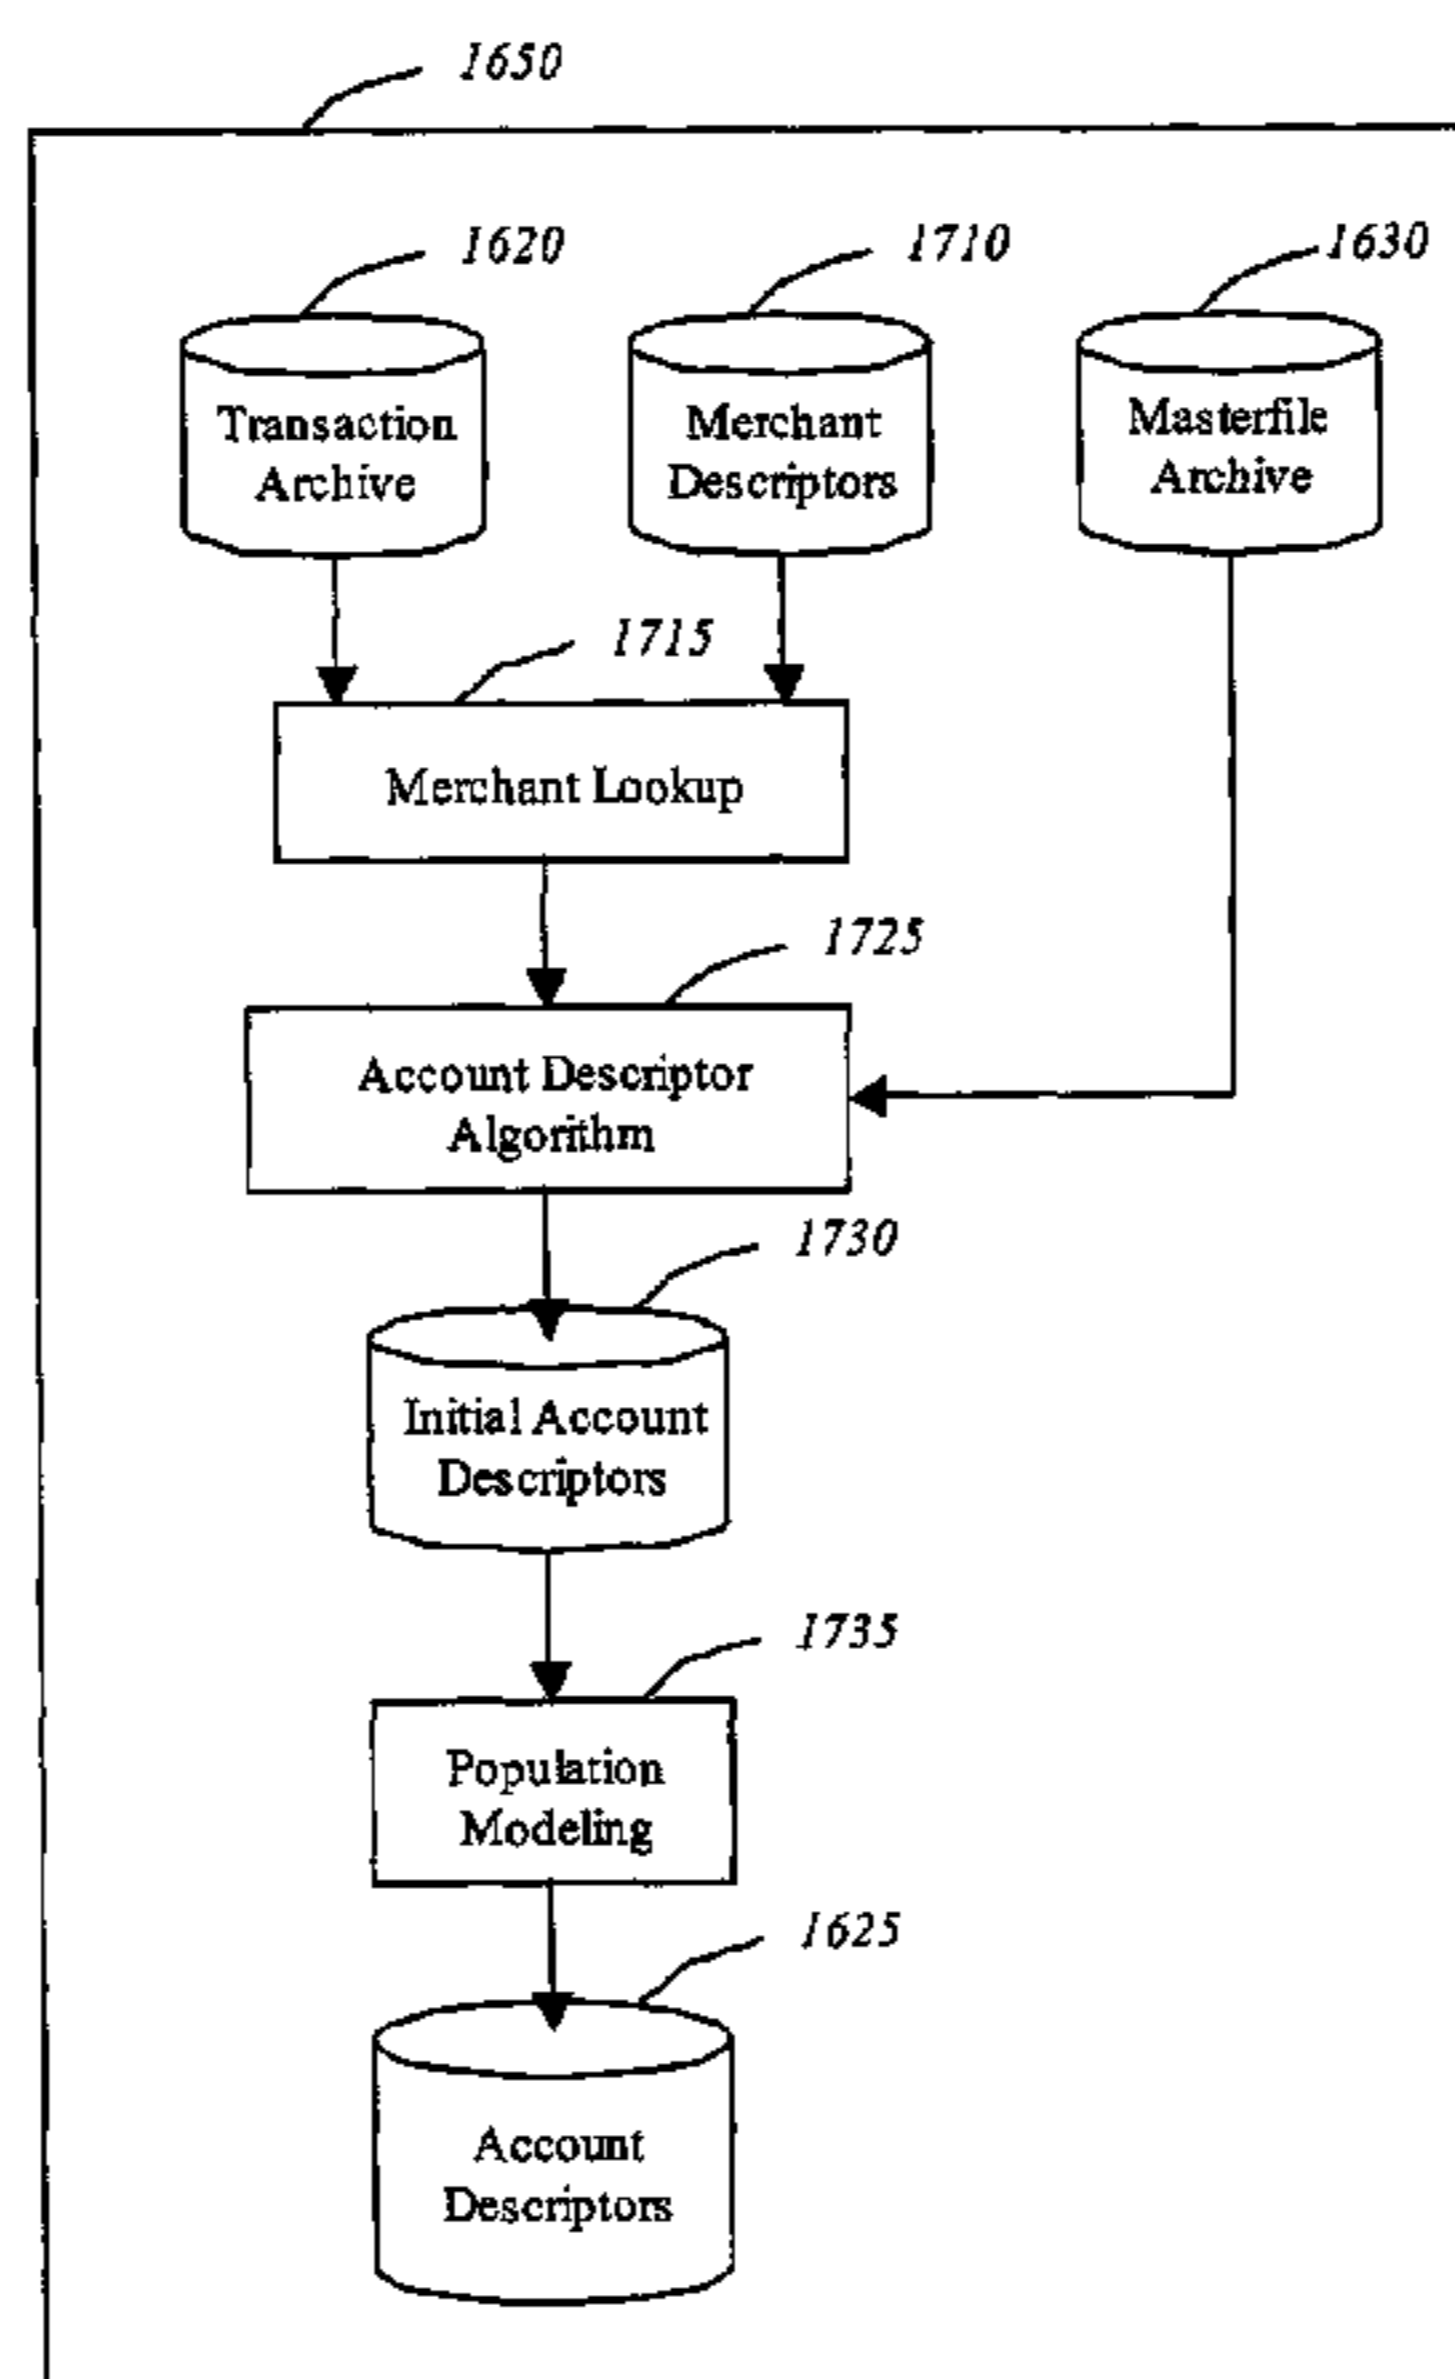 1650
1620
1710
1630
Transaction
Archive
Merchant
Descriptors
Masterfile
Archive
1715
Merchant Lookup
1725
Account Descriptor
Algorithm
1730
Initial Account
Descriptors
1735
Population
Modeling
1625
Account
Descriptors